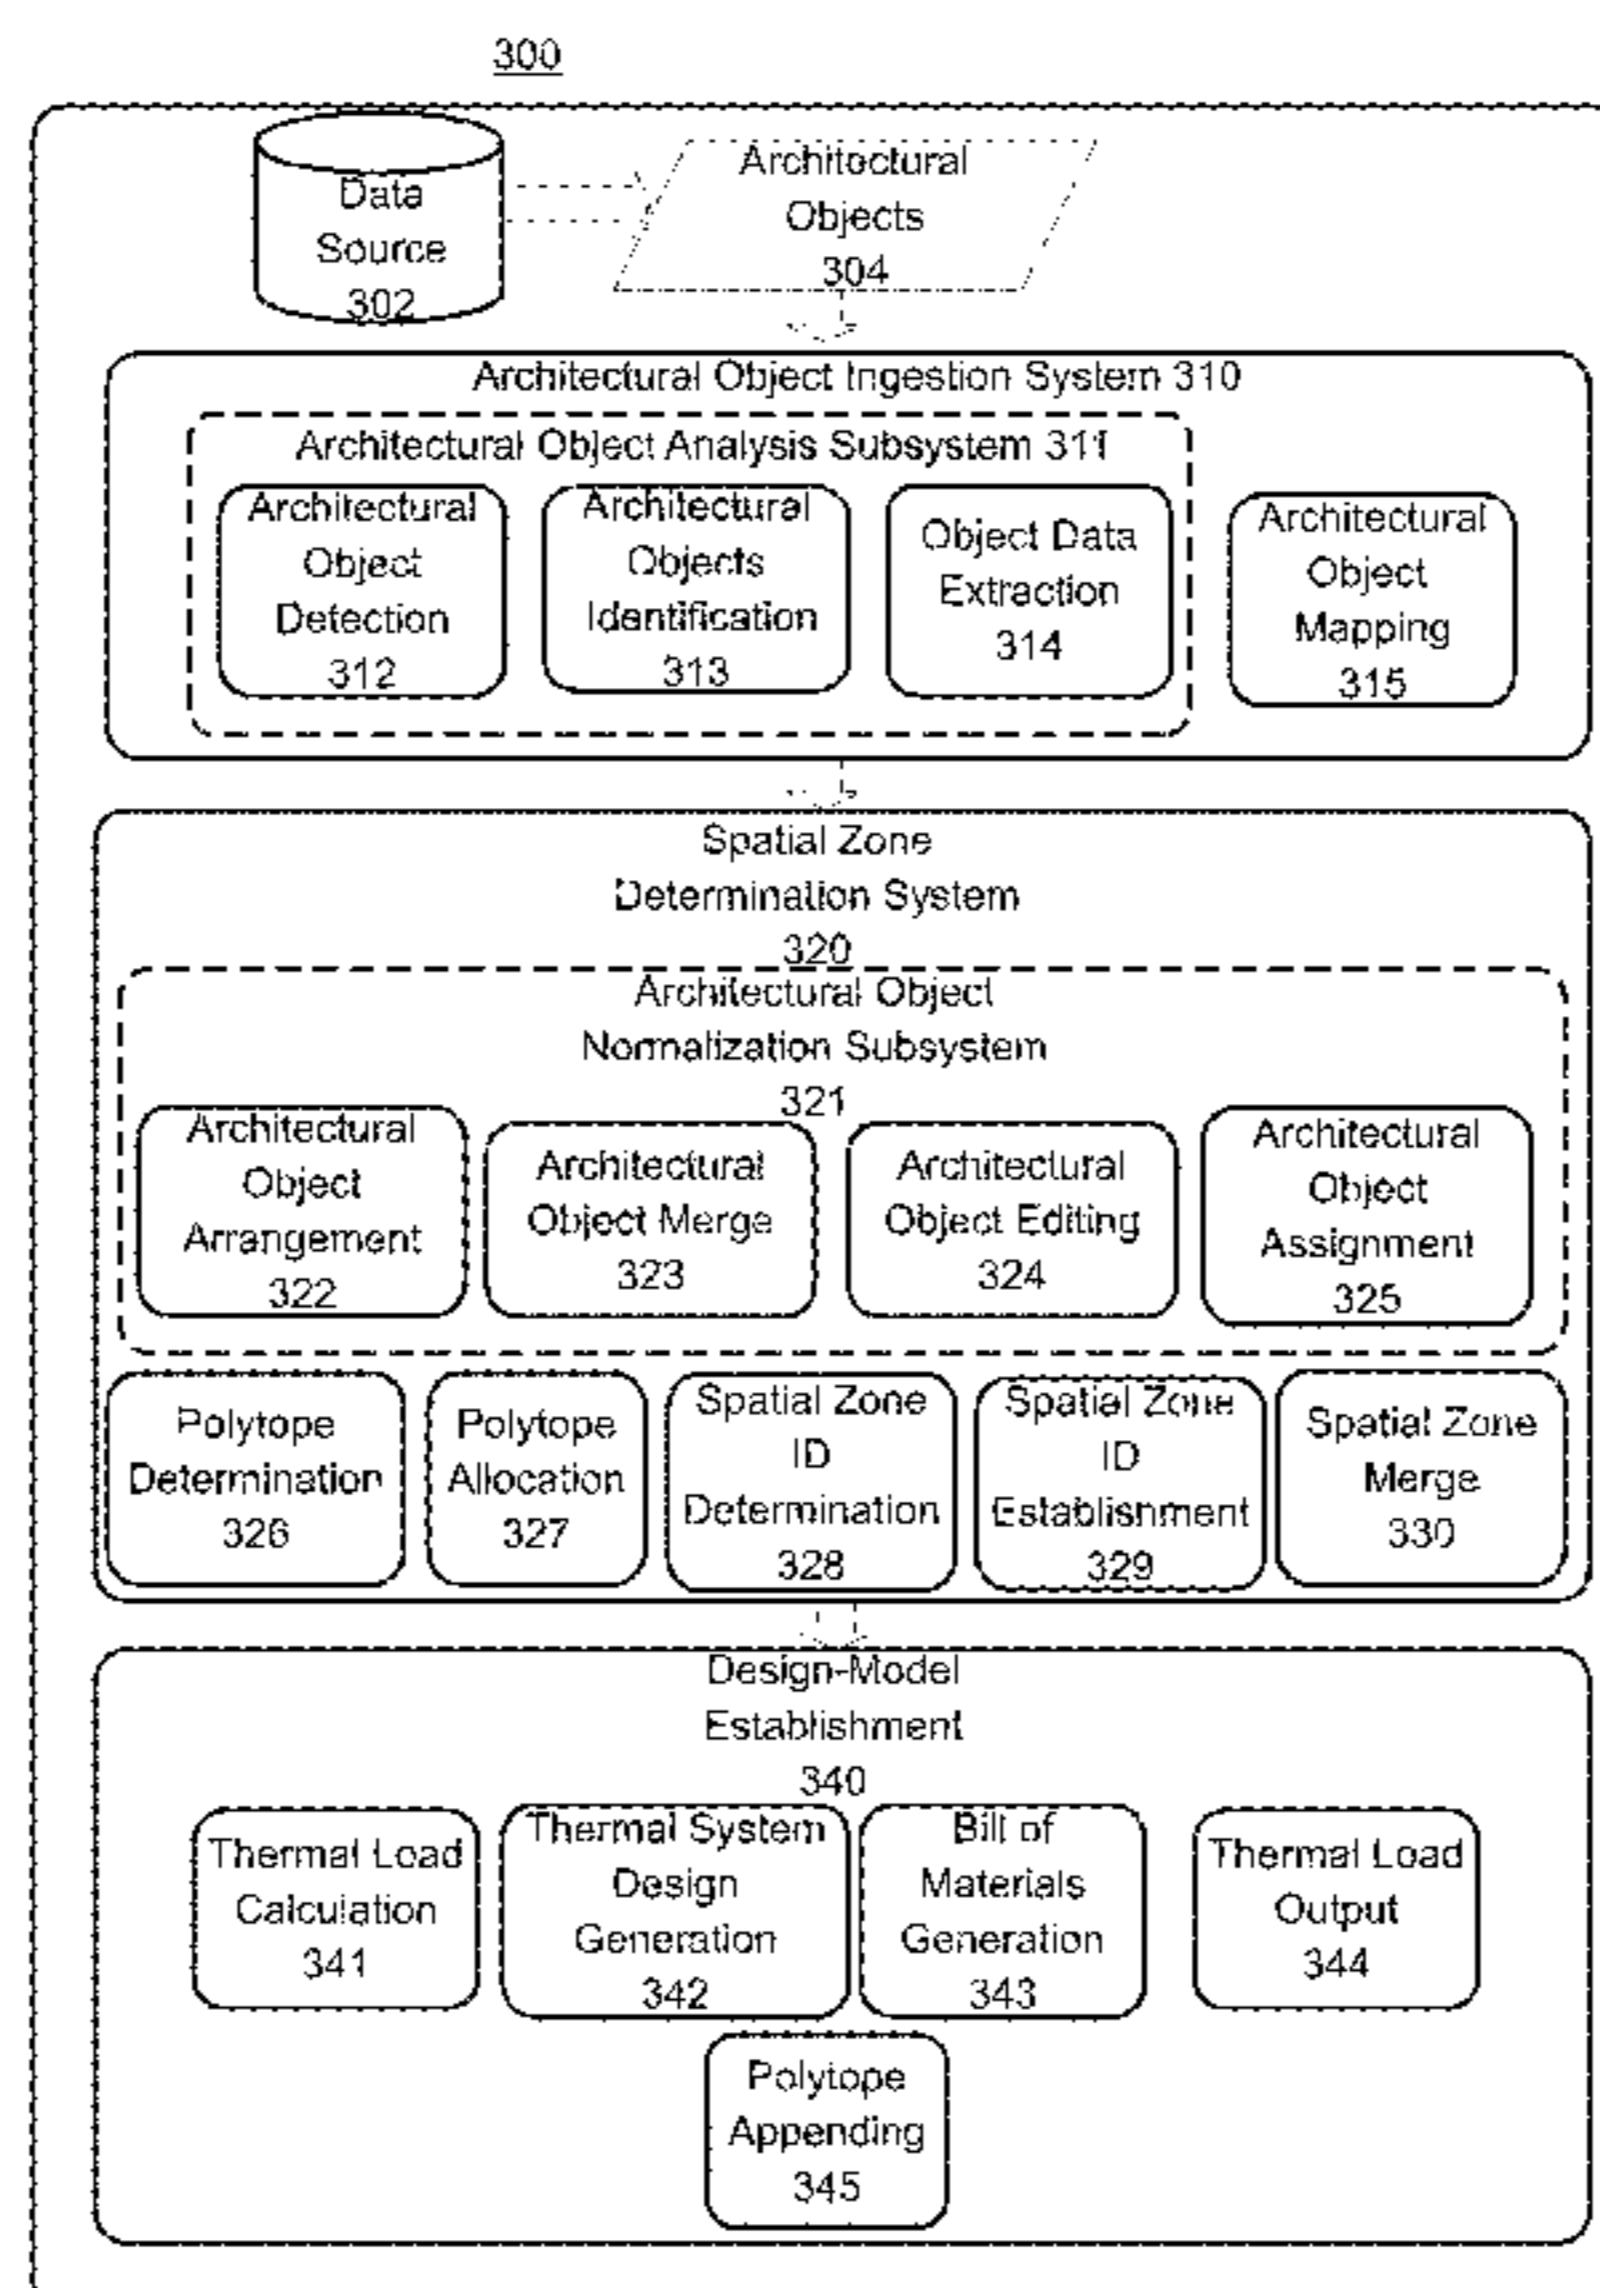 300
Data
Source
302
Architectural
Objects
304
Architectural Object Ingestion System 310
Architectural Object Analysis Subsystem 311
Architectural
Object
Detection
312
Architectural
Objects
Identification
313
Object Data
Extraction
314
Architectural
Object
Mapping
315
Spatial Zone
Determination System
320
Architectural Object
Normalization Subsystem
321
Architectural
Object
Arrangement
322
Architectural
Object Merge
323
Architectural
Object Editing
324
Architectural
Object
Assignment
325
Polytope
Determination
326
Polytope
Allocation
327
Spatial Zone
ID
Determination
328
Spatial Zone
ID
Establishment
329
Spatial Zone
Merge
330
Design-Model
Establishment
340
Thermal Load
Calculation
341
Thermal System
Design
Generation
342
Bill of
Materials
Generation
343
Thermal Load
Output
344
Polytope
Appending
345